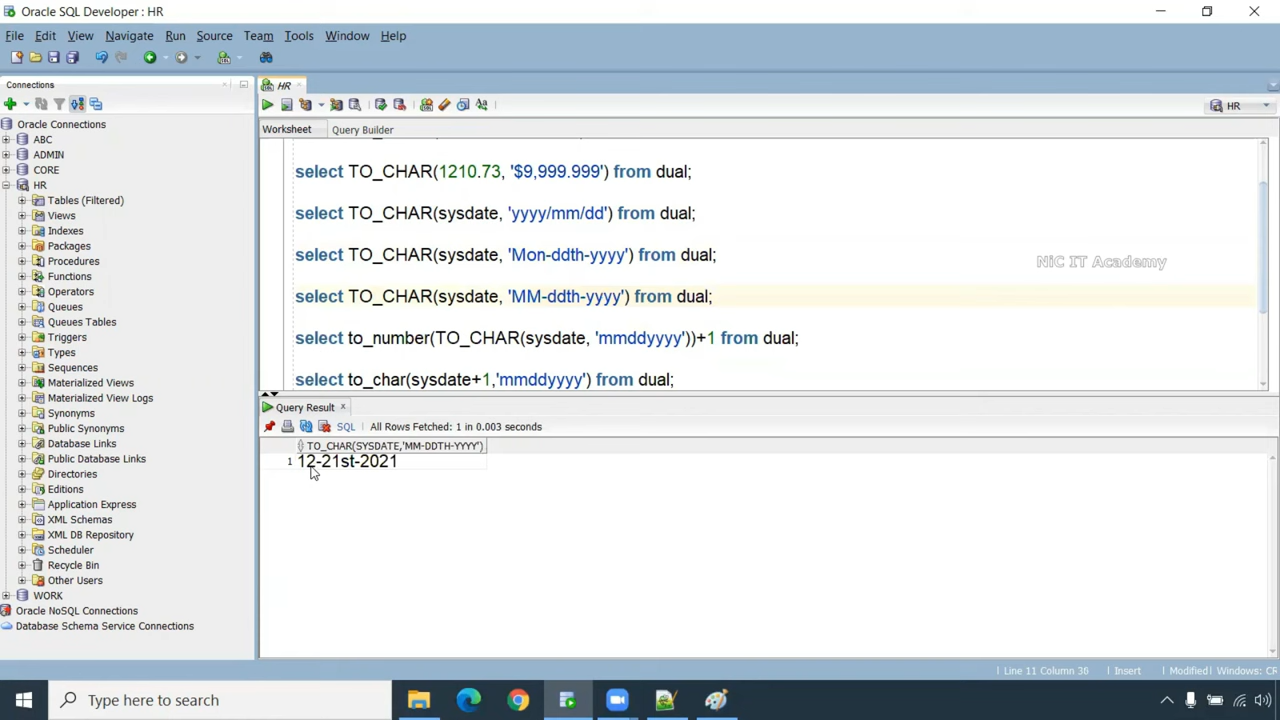 Oracle SQL Developer : HR
File Edit View Navigate Run Source Team Tools Window Help
Connections
Oracle Connections
ABC
ADMIN
CORE
HR
Tables (Filtered)
Views
Indexes
Packages
Procedures
Functions
Operators
Queues
Queues Tables
Triggers
Types
Sequences
Materialized Views
Materialized View Logs
Synonyms
Public Synonyms
Database Links
Public Database Links
Directories
Editions
Application Express
XML Schemas
XML DB Repository
Scheduler
Recycle Bin
Other Users
WORK
Oracle NoSQL Connections
Database Schema Service Connections
HR
HR
Worksheet Query Builder
select TO_CHAR(1210.73, '$9,999.999') from dual;
select TO_CHAR(sysdate, 'yyyy/mm/dd') from dual;
select TO_CHAR(sysdate, 'Mon-ddth-yyyy') from dual;
NiC IT Academy
select TO_CHAR(sysdate, 'MM-ddth-yyyy') from dual;
select to_number(TO_CHAR(sysdate, 'mmddyyyy'))+1 from dual;
select to_char(sysdate+1,'mmddyyyy') from dual;
Query Result
SQL | All Rows Fetched: 1 in 0.003 seconds
TO_CHAR(SYSDATE,'MM-DDTH-YYYY')
1 12-21st-2021
Line 11 Column 36 | Insert | Modified | Windows: CR
Type here to search